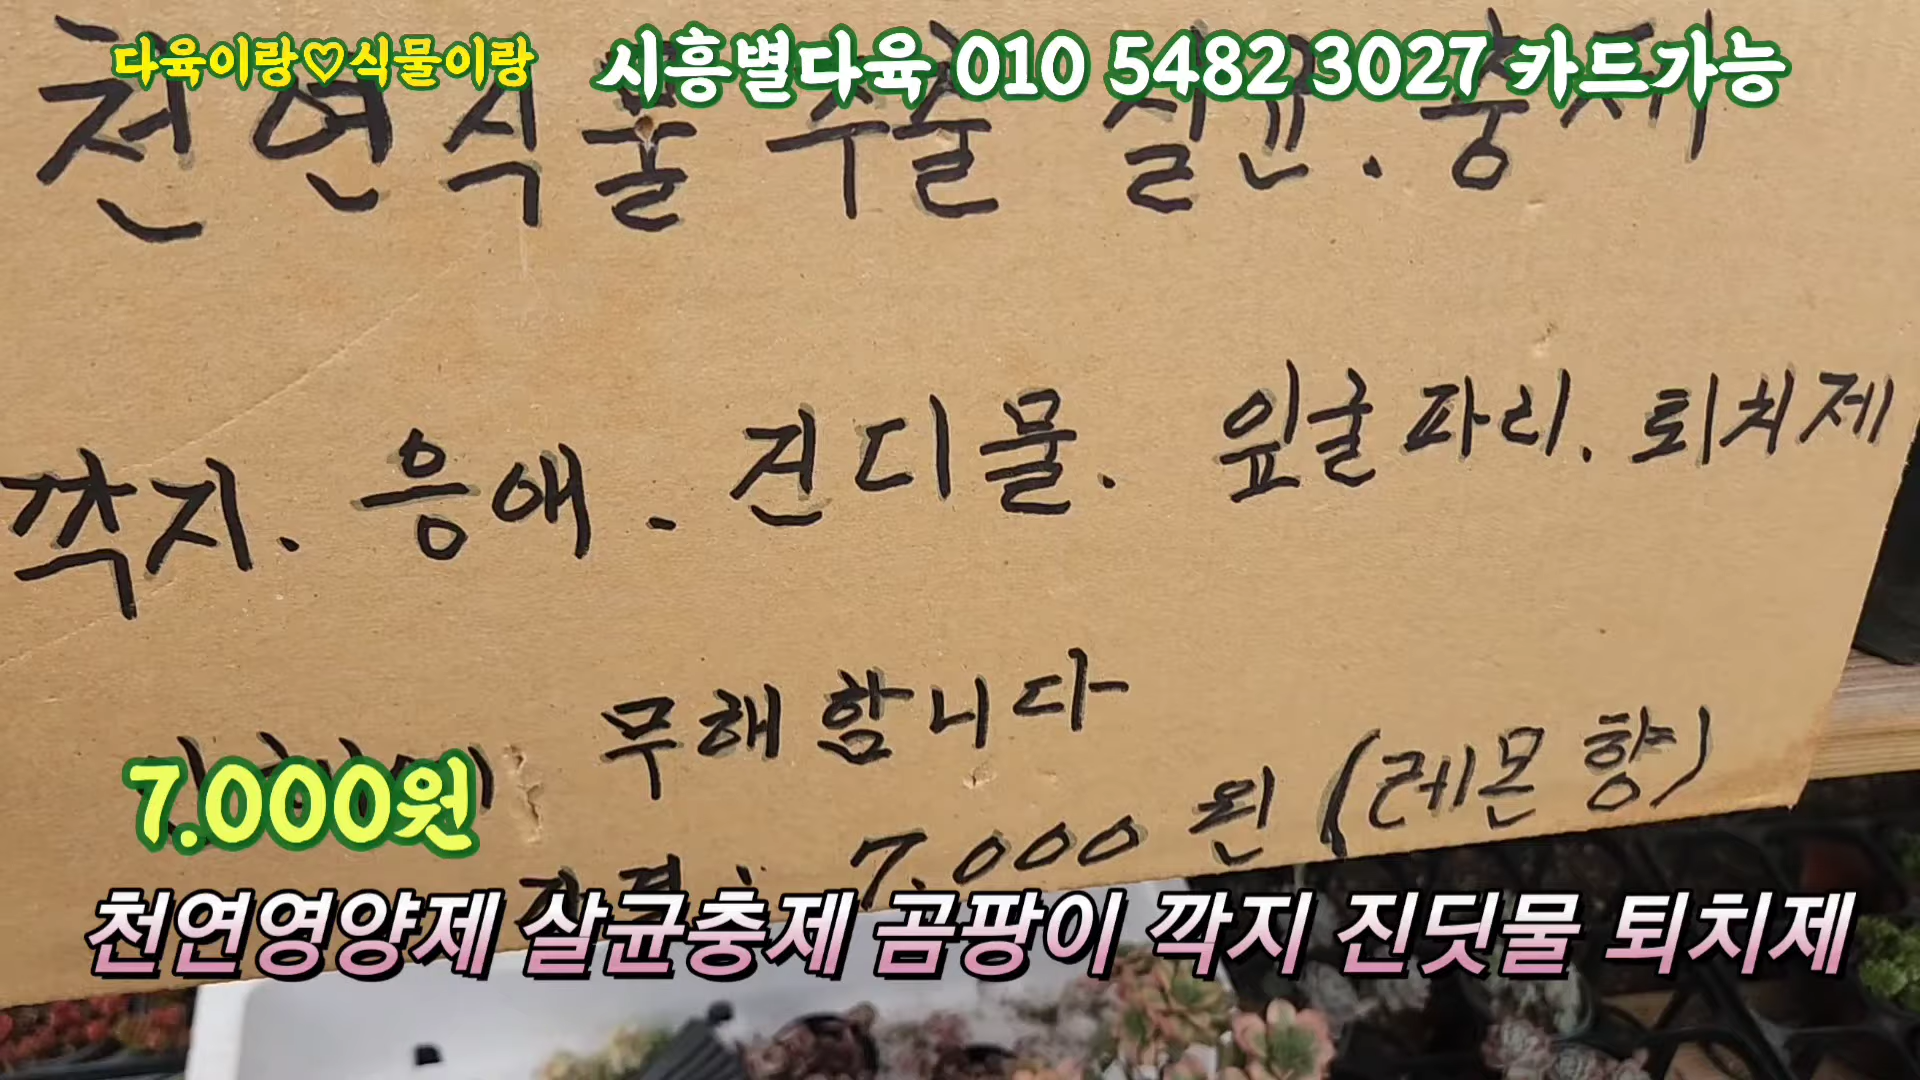 다육이랑♡식물이랑 시흥별다육 010 5482 3027 카드가능
천연식물 추출 살균.충제
깍지. 응애. 진디물. 잎굴파리. 퇴치제
무해합니다
7.000원
가격: 7.000원 (레몬향)
천연영양제 살균충제 곰팡이 깍지 진딧물 퇴치제